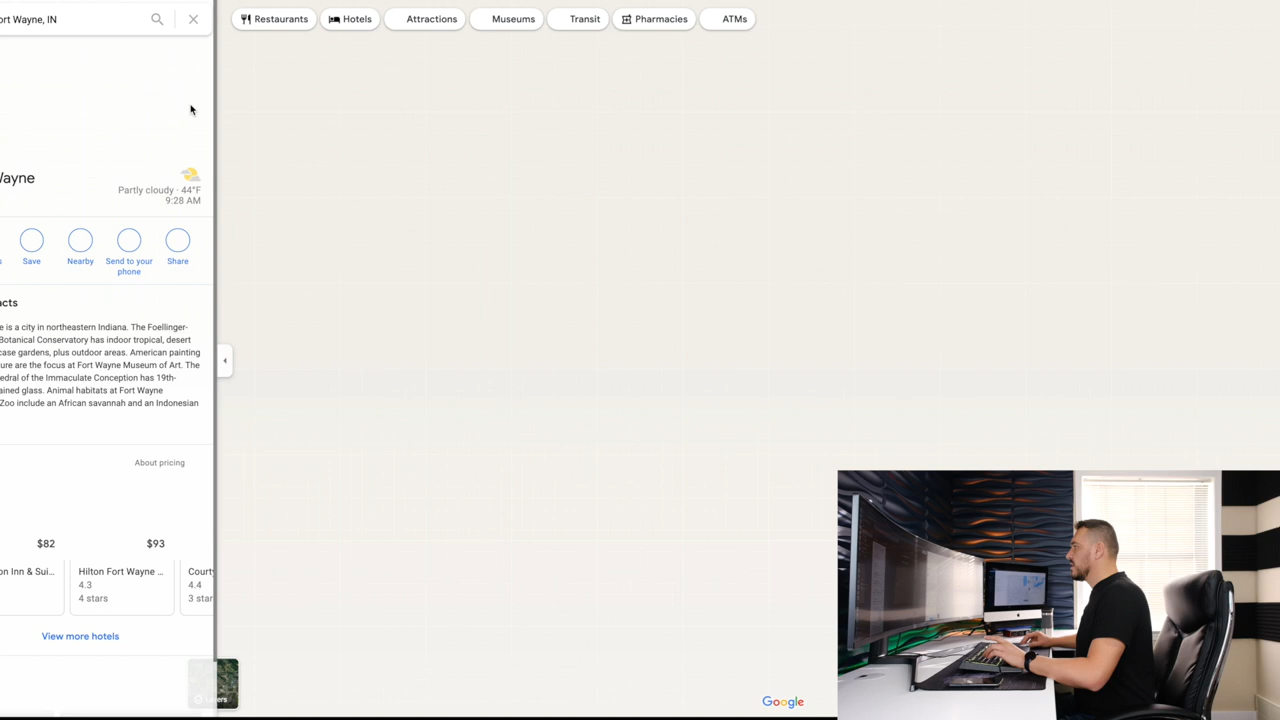 ort Wayne, IN
Restaurants
Hotels
Attractions
Museums
Transit
Pharmacies
ATMs
Wayne
Partly cloudy · 44°F
9:28 AM
s
Save
Nearby
Send to your
phone
Share
acts
e is a city in northeastern Indiana. The Foellinger-
Botanical Conservatory has indoor tropical, desert
case gardens, plus outdoor areas. American painting
ure are the focus at Fort Wayne Museum of Art. The
edral of the Immaculate Conception has 19th-
ained glass. Animal habitats at Fort Wayne
Zoo include an African savannah and an Indonesian
About pricing
$82
$93
on Inn & Sui...
Hilton Fort Wayne ...
4.3
4 stars
Courty
4.4
3 star
View more hotels
Layers
Google